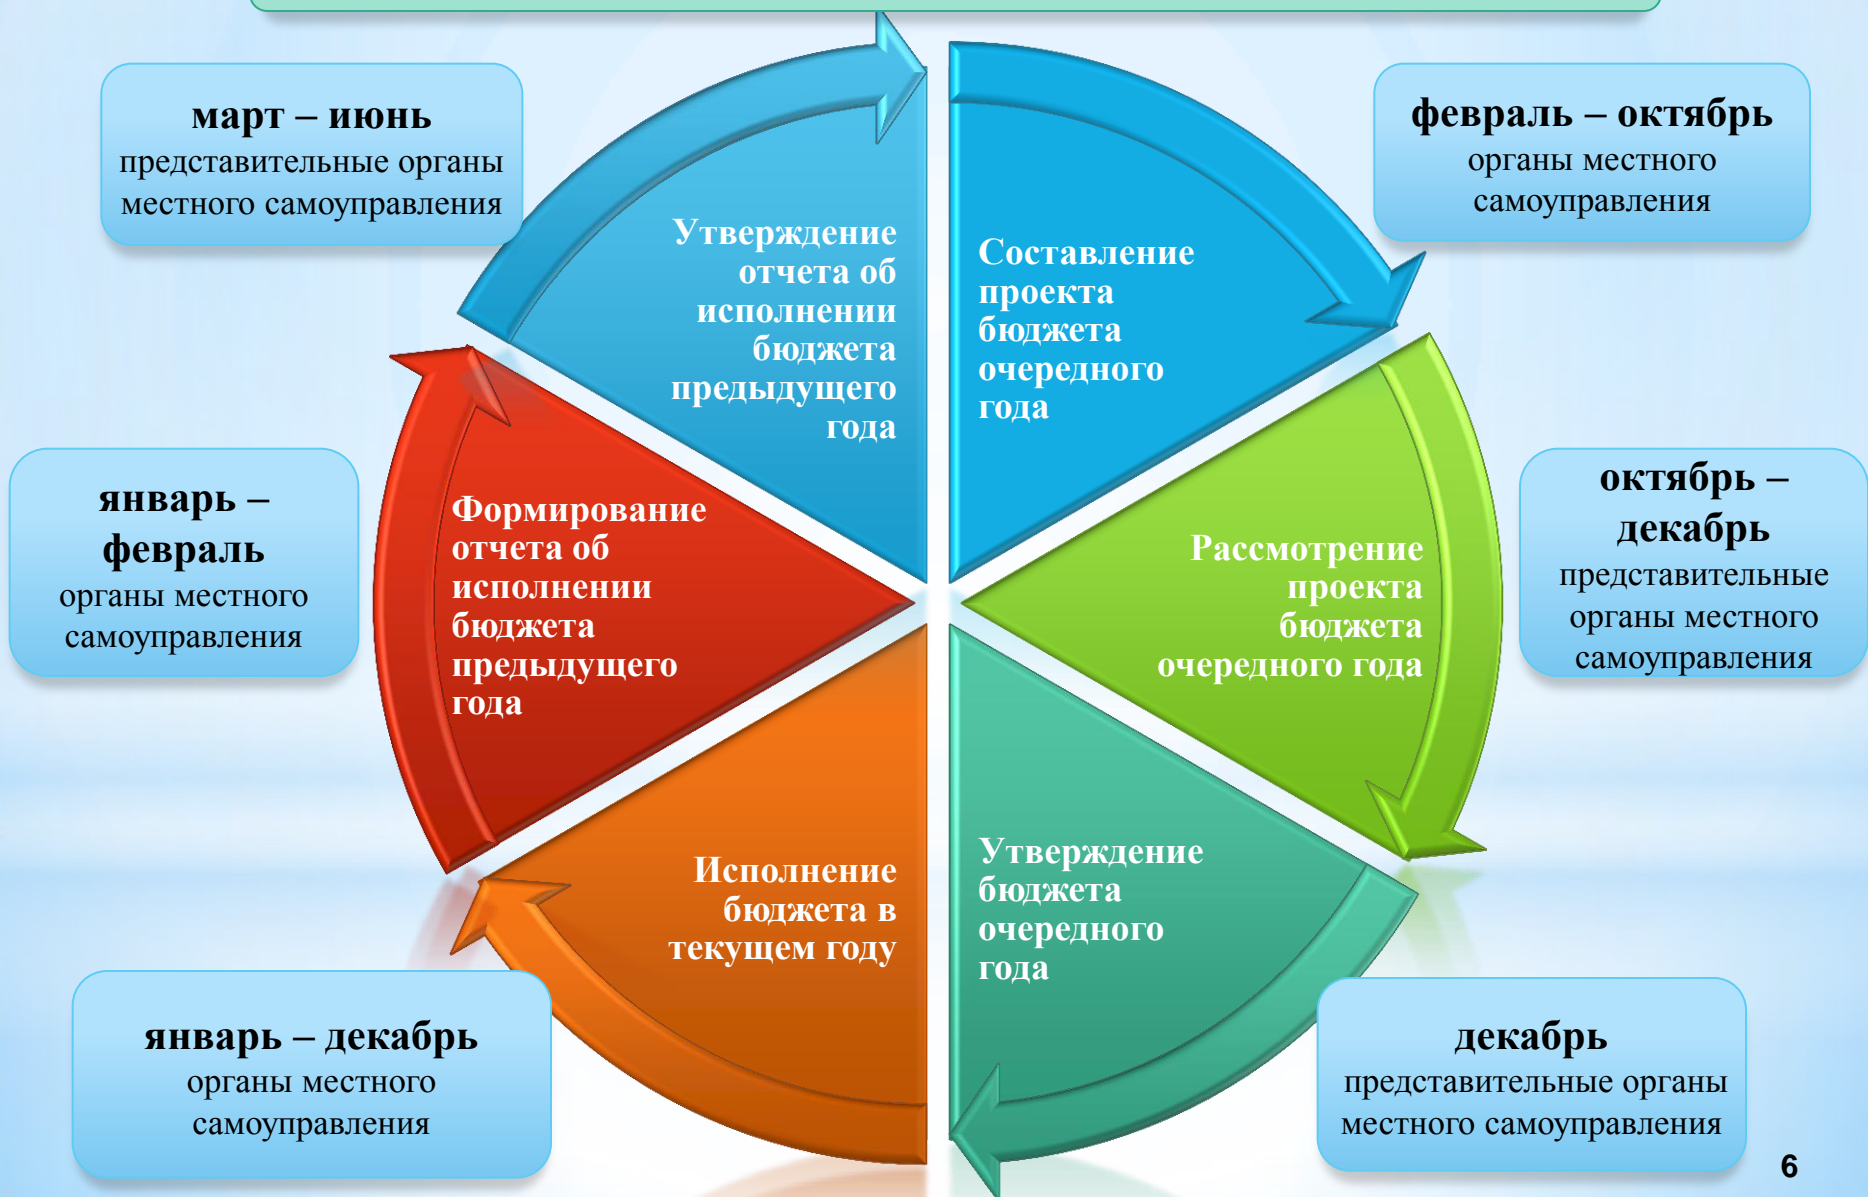 март – июнь
представительные органы
местного самоуправления
февраль – октябрь
органы местного
самоуправления
Утверждение
отчета об
исполнении
бюджета
предыдущего
года
Составление
проекта
бюджета
очередного
года
январь –
февраль
органы местного
самоуправления
Формирование
отчета об
исполнении
бюджета
предыдущего
года
Рассмотрение
проекта
бюджета
очередного года
октябрь –
декабрь
представительные
органы местного
самоуправления
Исполнение
бюджета в
текущем году
Утверждение
бюджета
очередного
года
январь – декабрь
органы местного
самоуправления
декабрь
представительные органы
местного самоуправления
6